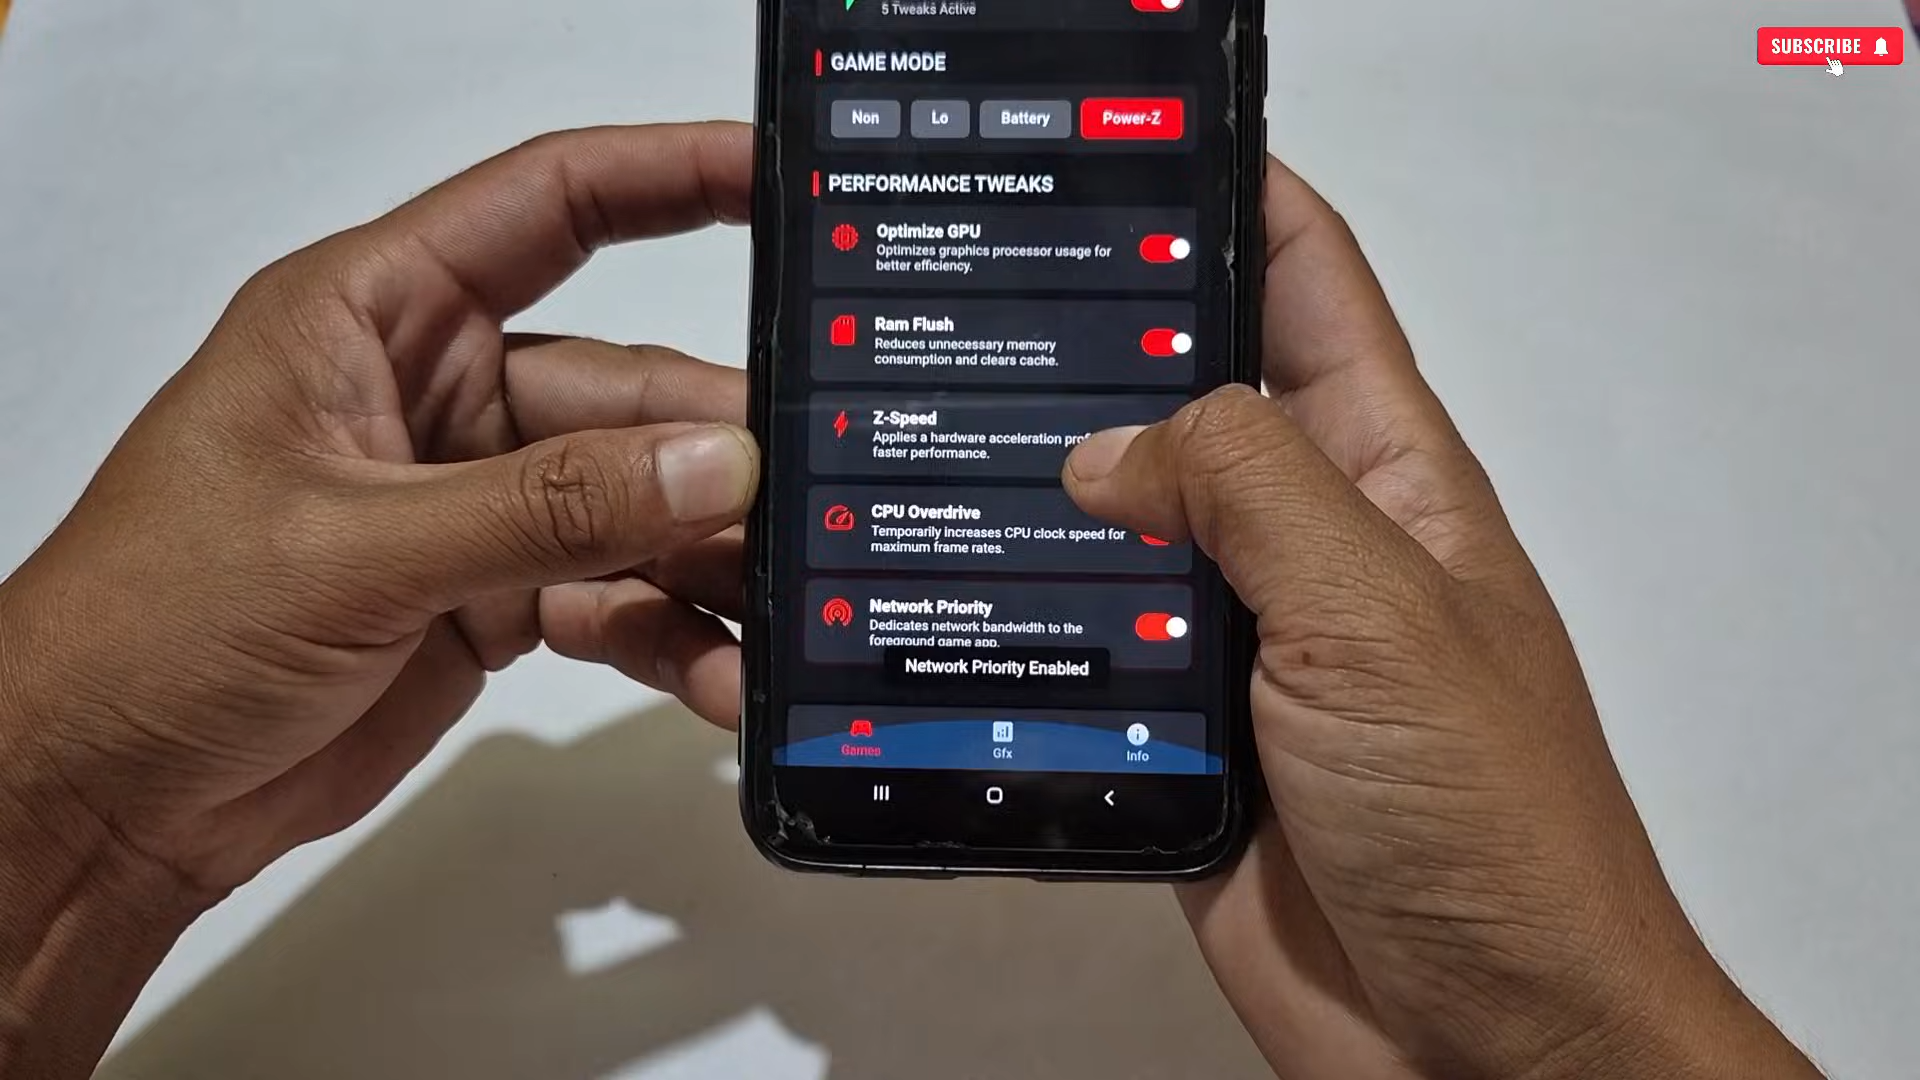 SUBSCRIBE
5 Tweaks Active
GAME MODE
Non
Lo
Battery
Power-Z
PERFORMANCE TWEAKS
Optimize GPU
Optimizes graphics processor usage for
better efficiency.
Ram Flush
Reduces unnecessary memory
consumption and clears cache.
Z-Speed
Applies a hardware acceleration
faster performance.
CPU Overdrive
Temporarily increases CPU clock speed for
maximum frame rates.
Network Priority
Dedicates network bandwidth to the
foreground game app.
Network Priority Enabled
Games
Gfx
Info